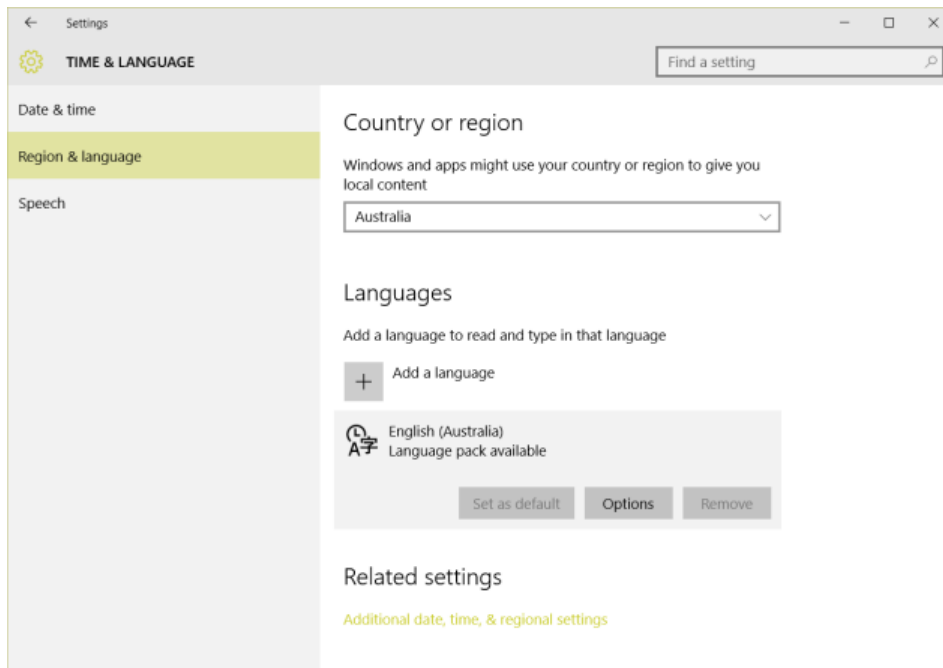 Settings
TIME & LANGUAGE
Find a setting
Date & time
Region & language
Speech
Country or region
Windows and apps might use your country or region to give you
local content
Australia
Languages
Add a language to read and type in that language
Add a language
A字
English (Australia)
Language pack available
Set as default
Options
Remove
Related settings
Additional date, time, & regional settings